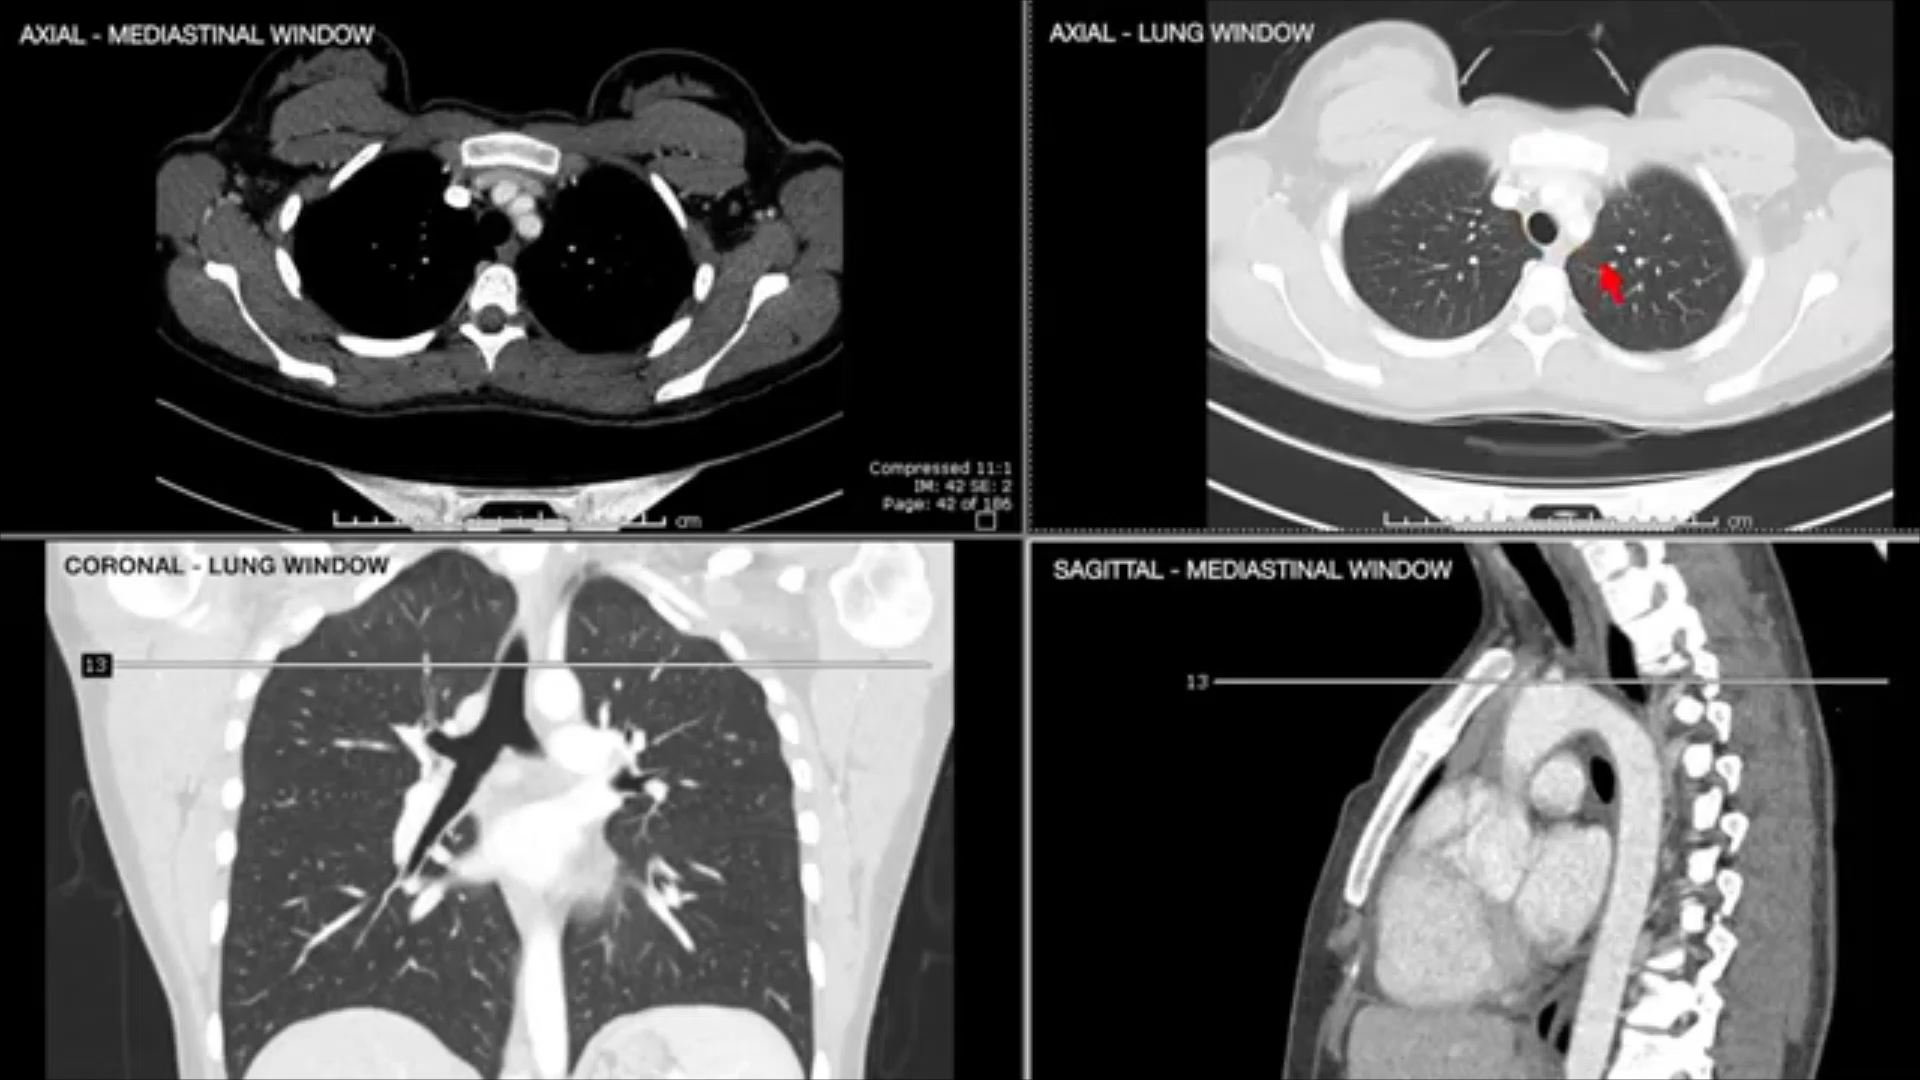 AXIAL - MEDIASTINAL WINDOW
Compressed 11:1
IM: 42 SE: 2
Page: 42 of 186
cm
AXIAL - LUNG WINDOW
cm
CORONAL - LUNG WINDOW
13
SAGITTAL - MEDIASTINAL WINDOW
13